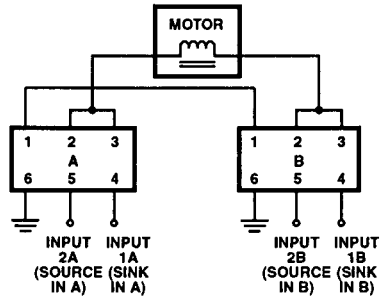 MOTOR
1 2 3
A
6 5 4
1 2 3
B
6 5 4
INPUT
2A
(SOURCE
IN A)
INPUT
1A
(SINK
IN A)
INPUT
2B
(SOURCE
IN B)
INPUT
1B
(SINK
IN B)